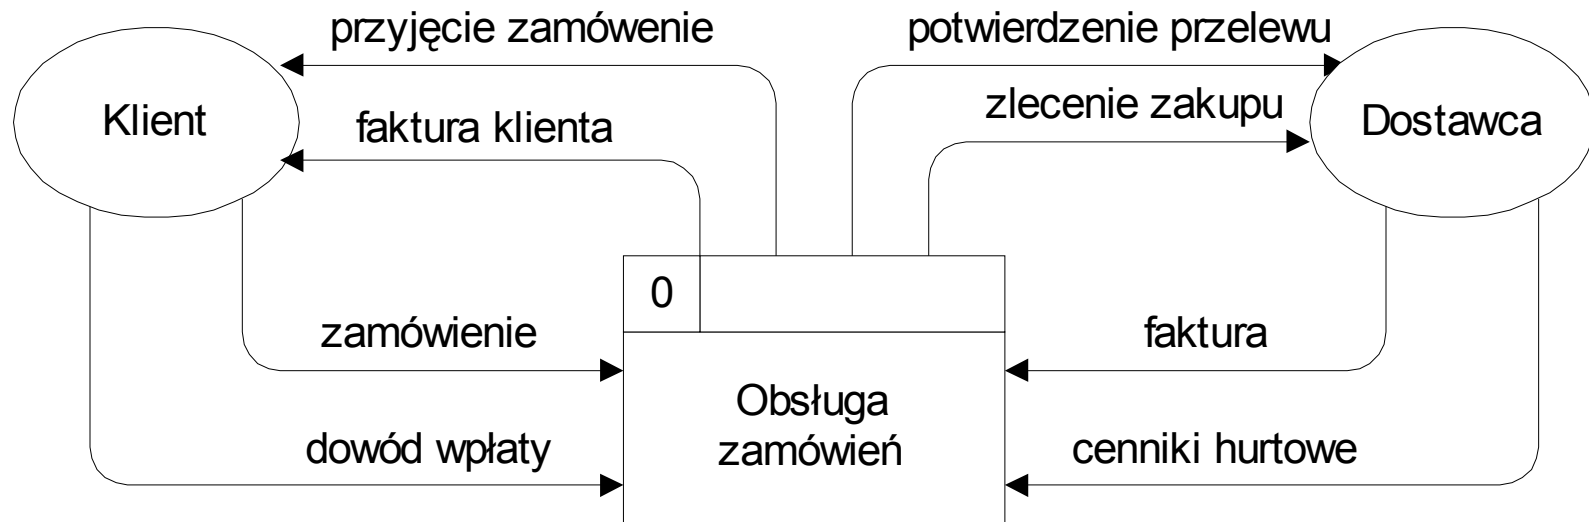 przyjęcie zamówenie
potwierdzenie przelewu
zlecenie zakupu
Klient
faktura klienta
Dostawca
0
zamówienie
faktura
Obsługa
zamówień
dowód wpłaty
cenniki hurtowe